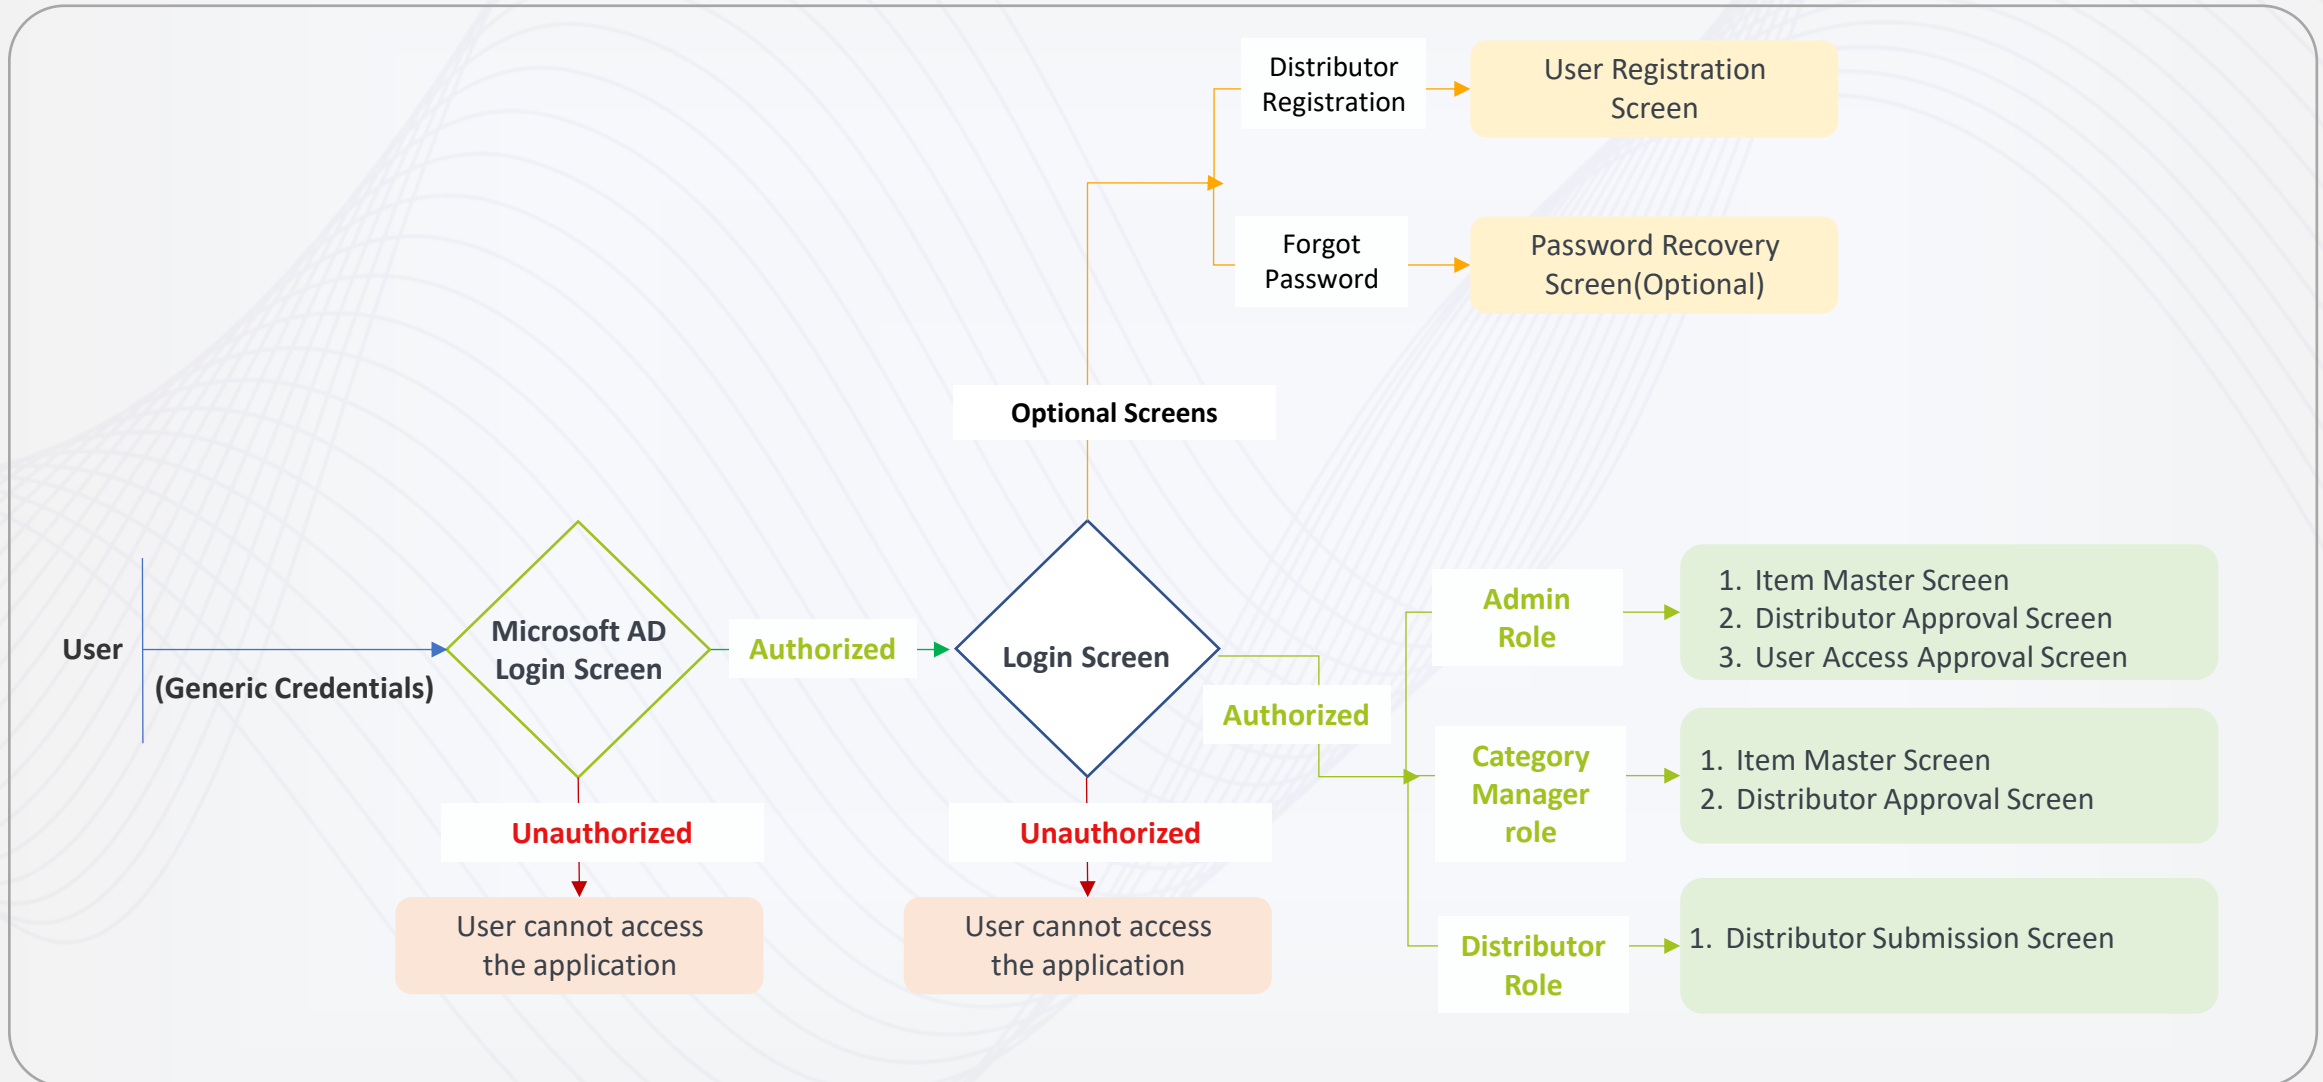 Distributor
Registration
User Registration
Screen
Forgot
Password
Password Recovery
Screen(Optional)
Optional Screens
User
(Generic Credentials)
Microsoft AD
Login Screen
Authorized
Login Screen
Authorized
Admin
Role
1. Item Master Screen
2. Distributor Approval Screen
3. User Access Approval Screen
Category
Manager
role
1. Item Master Screen
2. Distributor Approval Screen
Distributor
Role
1. Distributor Submission Screen
Unauthorized
User cannot access
the application
Unauthorized
User cannot access
the application